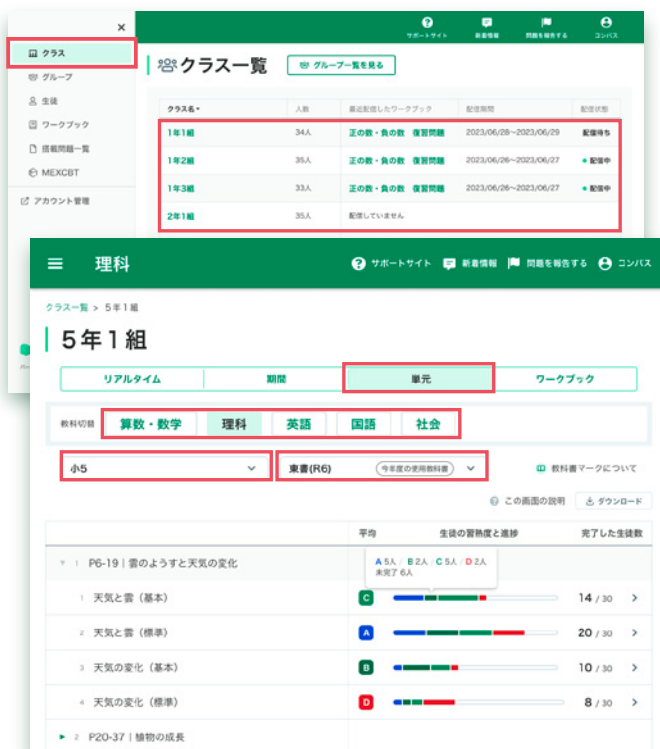 ×
サポートサイト 新着情報 問題を報告する コンパス
クラス
グループ
生徒
ワークブック
搭載問題一覧
MEXCBT
アカウント管理
クラス一覧 グループ一覧を見る
クラス名 人数 最近配信したワークブック 配信期間 配信状態
1年1組 34人 正の数・負の数 復習問題 2023/06/28~2023/06/29 配信待ち
1年2組 35人 正の数・負の数 復習問題 2023/06/26~2023/06/27 配信中
1年3組 33人 正の数・負の数 復習問題 2023/06/26~2023/06/27 配信中
2年1組 35人 配信していません
理科 サポートサイト 新着情報 問題を報告する コンパス
クラス一覧 > 5年1組
5年1組
リアルタイム 期間 単元 ワークブック
教科切替 算数・数学 理科 英語 国語 社会
小5 東書(R6) 今年度の使用教科書 教科書マークについて
この画面の説明 ダウンロード
平均 生徒の習熟度と進捗 完了した生徒数
1 P6-19 | 雲のようすと天気の変化
A 5人 / B 2人 / C 5人 / D 2人
未完了 6人
1 天気と雲（基本） C 14 / 30 >
2 天気と雲（標準） A 20 / 30 >
3 天気の変化（基本） B 10 / 30 >
4 天気の変化（標準） D 8 / 30 >
2 P20-37 | 植物の成長